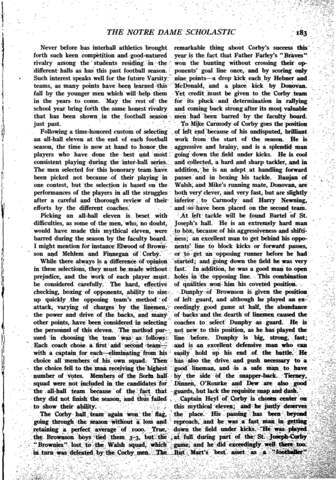 THE NOTRE DAME SCHOLASTIC 183
Never before has interhall athletics brought
forth such keen competition and good-natured
rivalry among the students residing in the
different halls as has this past football season.
Such interest speaks well for the future Varsity
teams, as many points have been learned this
fall by the younger men which will help them
in the years to come. May the rest of the
school year bring forth the same honest rivalry
that has been shown in the football season
just past.
Following a time-honored custom of selecting
an all-hall eleven at the end of each football
season, the time is now at hand to honor the
players who have done the best and most
consistent playing during the inter-hall series.
The men selected for this honorary team have
been picked not because of their playing in
one contest, but the selection is based on the
performances of the players in all the struggles
after a careful and thorough review of their
efforts by the different coaches.
Picking an all-hall eleven is beset with
difficulties, as some of the men, who, no doubt,
would have made this mythical eleven, were
barred during the season by the faculty board.
I might mention for instance Elwood of Brown-
son and Mehlem and Finnegan of Corby.
While there always is a difference of opinion
in these selections, they must be made without
prejudice, and the work of each player must
be considered carefully. The hard, effective
checking, boxing of opponents, ability to size
up quickly the opposing team's method of
attack, varying of charges by the linemen,
the power and drive of the backs, and many
other points, have been considered in selecting
the personnel of this eleven. The method pur-
sued in choosing the team was as follows:
Each coach chose a first and second team—
with a captain for each—eliminating from his
choice all members of his own squad. Then
the choice fell to the man receiving the highest
number of votes. Members of the Sorin hall
squad were not included in the candidates for
the all-hall team because of the fact that
they did not finish the season, and thus failed
to show their ability.
The Corby hall team again won the flag,
going through the season without a loss and
retaining a perfect average of 1000. True,
the Brownson boys tied them 3-3, but the
"Brownies" lost to the Walsh squad, which
in turn was defeated by the Corby men. The
remarkable thing about Corby's success this
year is the fact that Father Farley's "Braves"
won the bunting without crossing their op-
ponents' goal line once, and by scoring only
nine points—a drop kick each by Hebner and
McDonald, and a place kick by Donovan.
Yet credit must be given to the Corby team
for its pluck and determination in rallying
and coming back strong after its most valuable
men had been barred by the faculty board.
To Mike Carmody of Corby goes the position
of left end because of his undisputed, brilliant
work from the start of the season. He is
aggressive and brainy, and is a splendid man
going down the field under kicks. He is cool
and collected, a hard and sharp tackler, and in
addition, he is an adept at handling forward
passes and in boxing his tackle. Baujan of
Walsh, and Mike's running mate, Donovan, are
both very clever, and very fast, but are slightly
inferior to Carmody and Harry Newning,
and so have been placed on the second team.
At left tackle will be found Bartel of St.
Joseph's hall. He is an extremely hard man
to box, because of his aggressiveness and shifti-
ness; an excellent man to get behind his oppo-
nents' line to block kicks or forward passes,
or to get an opposing runner before he had
started; and going down the field he was very
fast. In addition, he was a good man to open
holes in the opposing line. This combination
of qualities won him his coveted position.
Dunphy of Brownson is given the position
of left guard, and although he played an ex-
ceedingly good game at half, the abundance
of backs and the dearth of linemen caused the
coaches to select Dunphy as guard. He is
not new to this position, as he has played the
line before. Dunphy is big, strong, fast;
and is an excellent defensive man who can
easily hold up his end of the battle. He
has also the drive and push necessary to a
good lineman, and is a safe man to have
by the side of the snapper-back. Tierney,
Dinnen, O'Rourke and Dew are also good
guards, but lack the requisite snap and dash.
Captain Heyl of Corby is chosen center on
this mythical eleven; and he justly deserves
the place. His passing has been beyond
reproach, and he was a fast man in getting
down the field under kicks. He was played
at full during part of the St. Joseph-Corby
game, and he did exceedingly well there too.
But Mart's best asset as a "footballer"